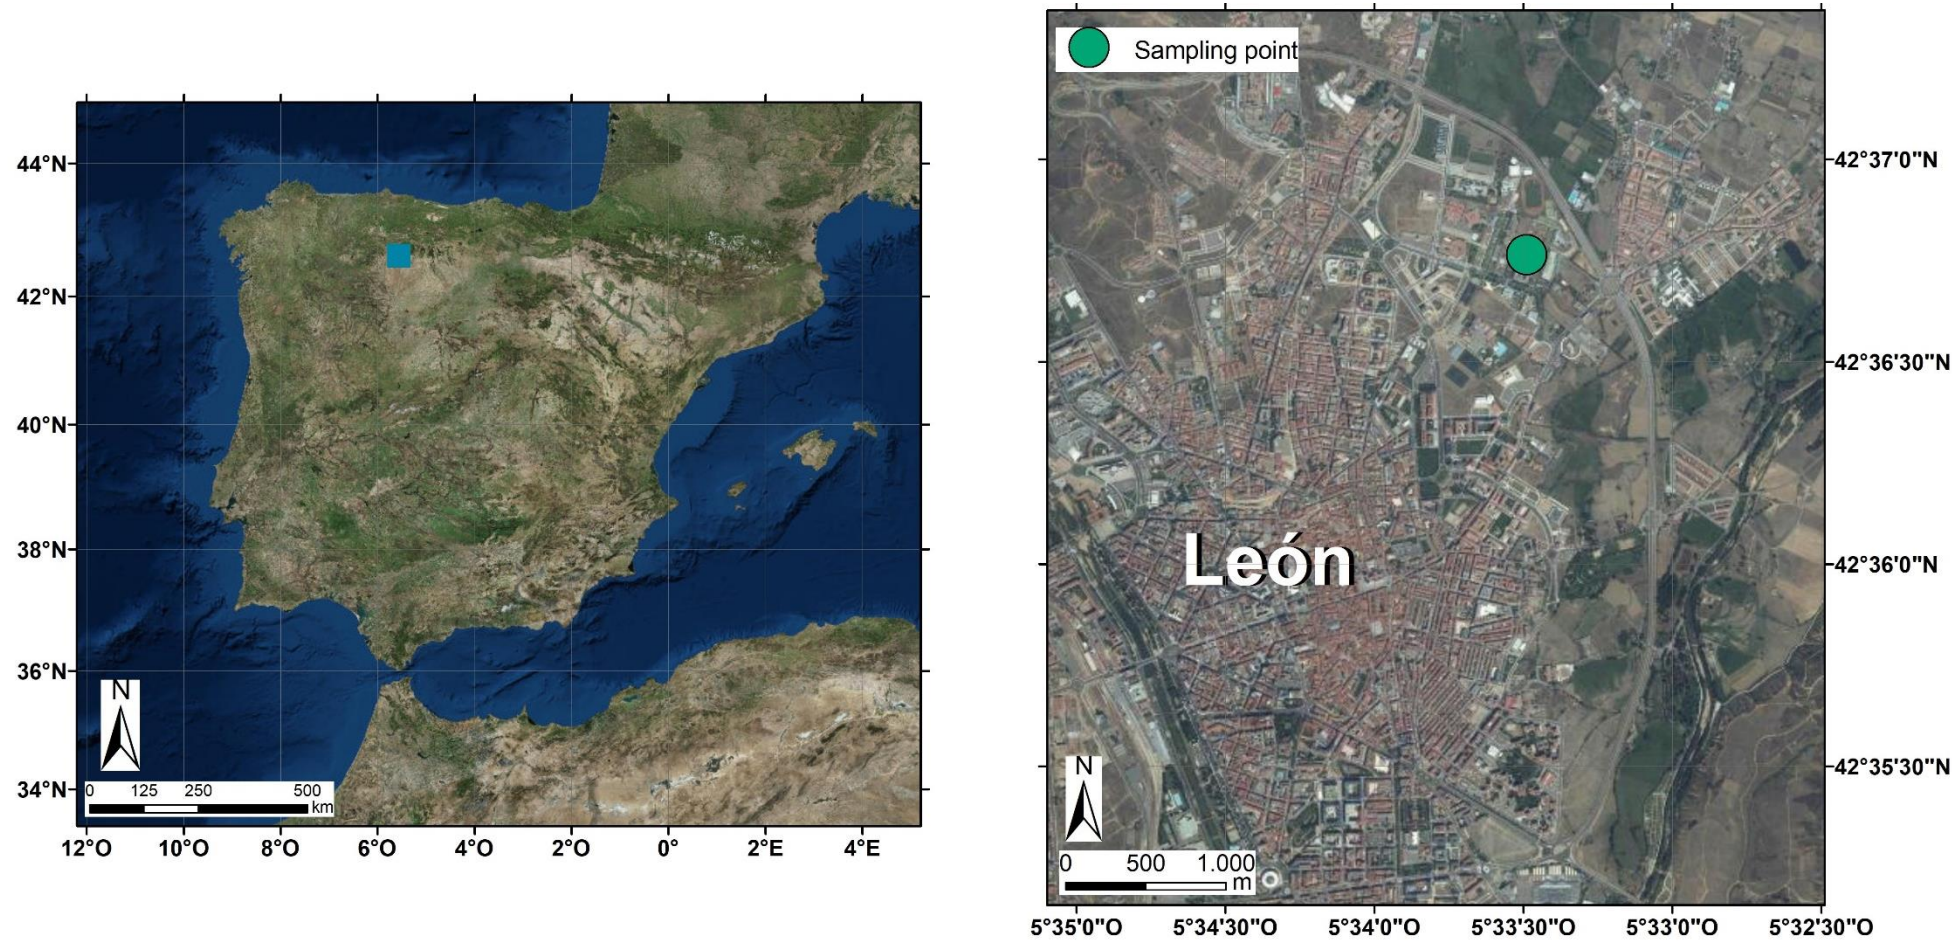 44°N
42°N
40°N
38°N
36°N
34°N
N
0 125 250 500
km
12°O 10°O 8°O 6°O 4°O 2°O 0° 2°E 4°E
Sampling point
León
42°37'0"N
42°36'30"N
42°36'0"N
42°35'30"N
N
0 500 1.000
m
5°35'0"O 5°34'30"O 5°34'0"O 5°33'30"O 5°33'0"O 5°32'30"O